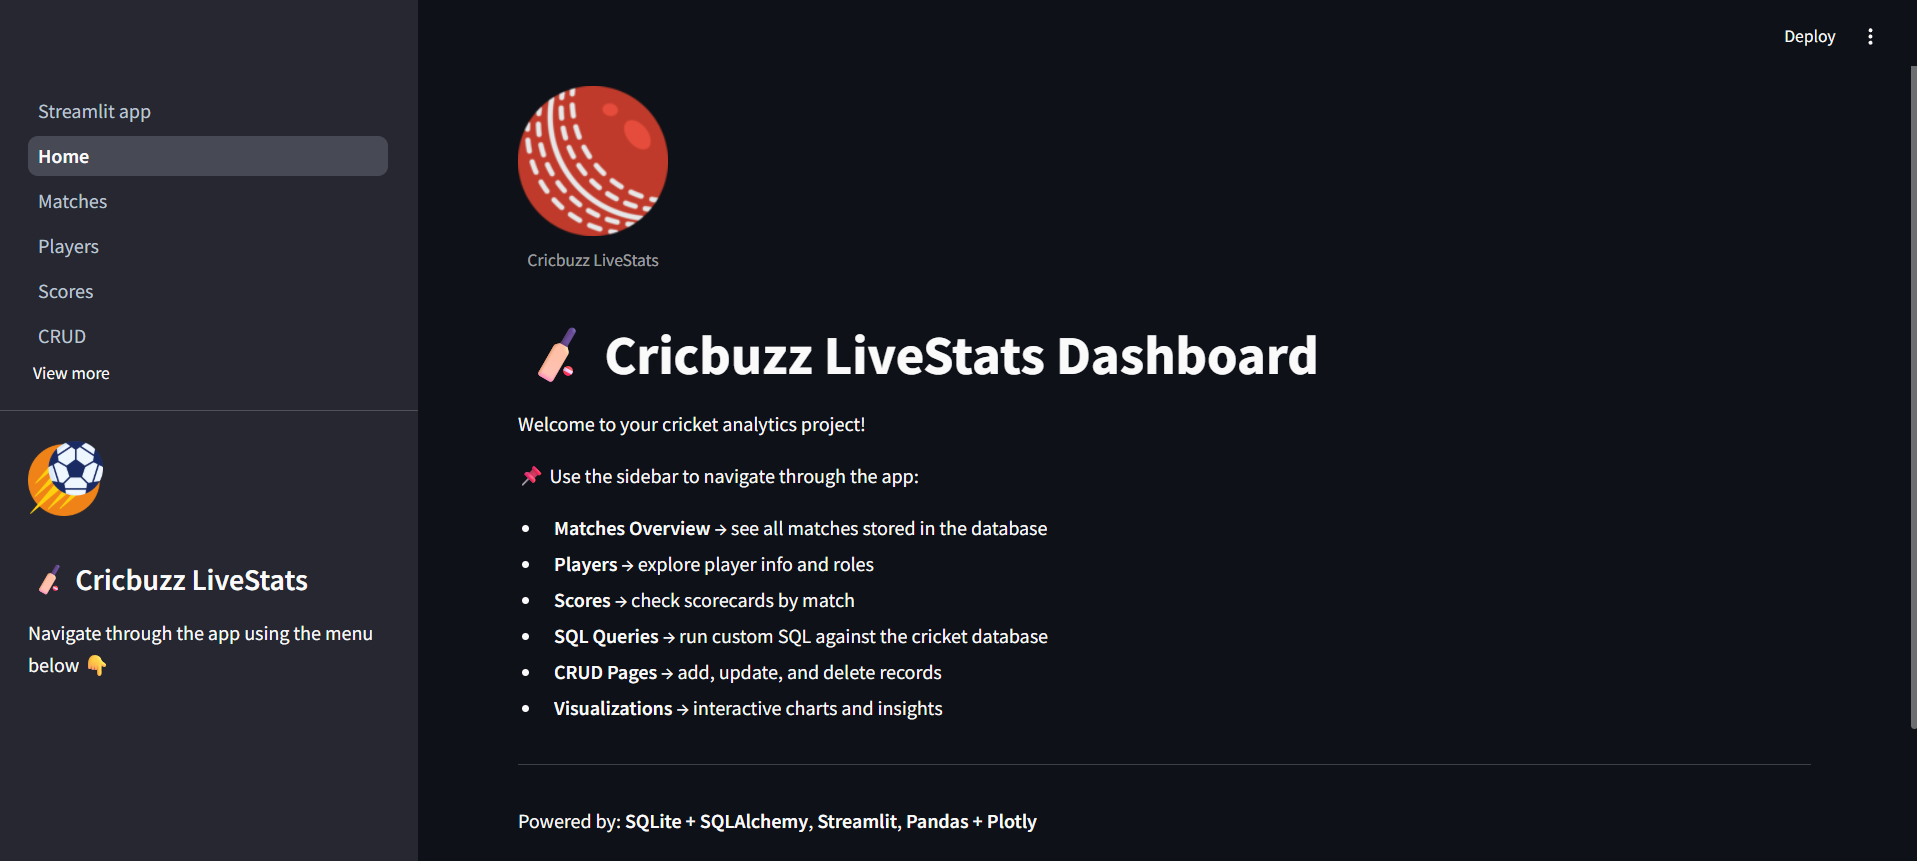 Deploy
Streamlit app
Home
Matches
Players
Scores
CRUD
View more
🏏 Cricbuzz LiveStats
Navigate through the app using the menu
below 👇
Cricbuzz LiveStats
🏏 Cricbuzz LiveStats Dashboard
Welcome to your cricket analytics project!
📌 Use the sidebar to navigate through the app:
• Matches Overview → see all matches stored in the database
• Players → explore player info and roles
• Scores → check scorecards by match
• SQL Queries → run custom SQL against the cricket database
• CRUD Pages → add, update, and delete records
• Visualizations → interactive charts and insights
Powered by: SQLite + SQLAlchemy, Streamlit, Pandas + Plotly